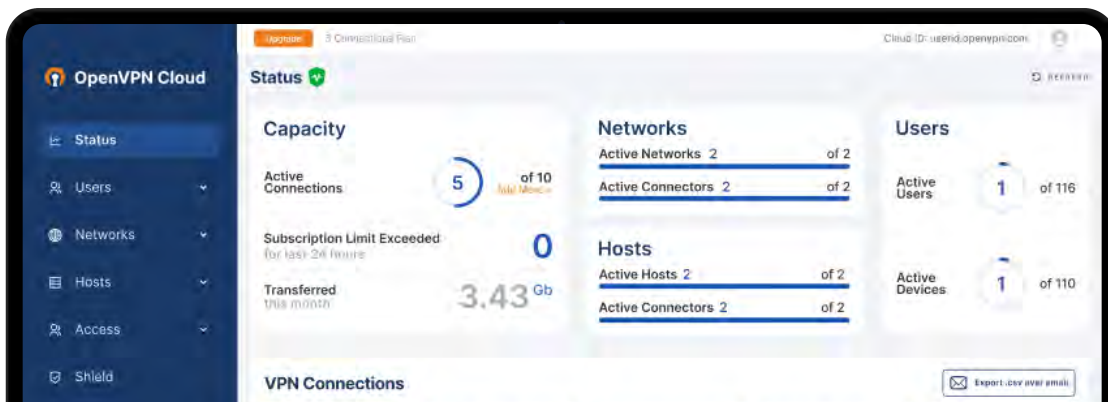 Upgrade 3 Connections Plan
Cloud ID: userid.openvpn.com
OpenVPN Cloud
Status
REFRESH
Status
Users
Networks
Hosts
Access
Shield
Capacity
Active Connections
5
of 10
Add More »
Subscription Limit Exceeded
for last 24 hours
0
Transferred
this month
3.43 Gb
Networks
Active Networks 2 of 2
Active Connectors 2 of 2
Hosts
Active Hosts 2 of 2
Active Connectors 2 of 2
Users
Active Users
1
of 116
Active Devices
1
of 110
VPN Connections
Export .csv over email